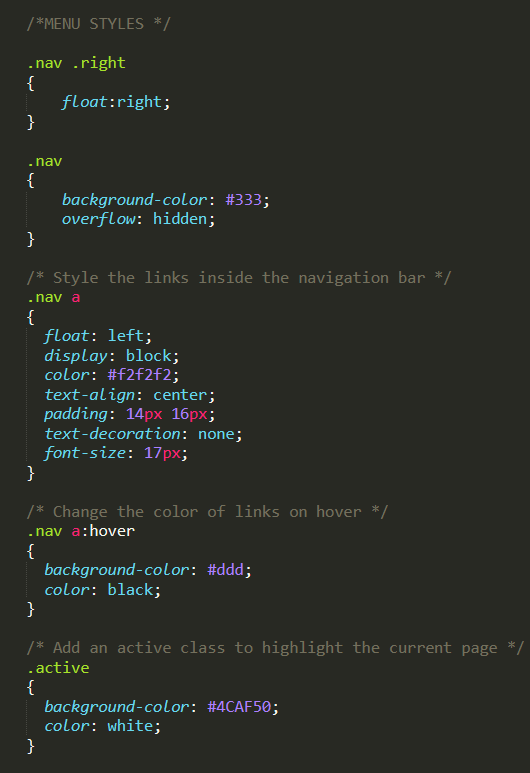 /*MENU STYLES */
.nav .right
{
float:right;
}
.nav
{
background-color: #333;
overflow: hidden;
}
/* Style the links inside the navigation bar */
.nav a
{
float: left;
display: block;
color: #f2f2f2;
text-align: center;
padding: 14px 16px;
text-decoration: none;
font-size: 17px;
}
/* Change the color of links on hover */
.nav a:hover
{
background-color: #ddd;
color: black;
}
/* Add an active class to highlight the current page */
.active
{
background-color: #4CAF50;
color: white;
}